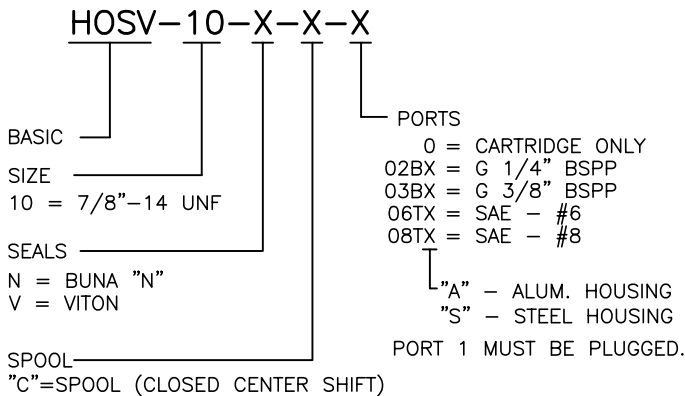 HOSV-10-X-X-X
BASIC
SIZE
10 = 7/8"-14 UNF
SEALS
N = BUNA "N"
V = VITON
SPOOL
"C"=SPOOL (CLOSED CENTER SHIFT)
PORTS
0 = CARTRIDGE ONLY
02BX = G 1/4" BSPP
03BX = G 3/8" BSPP
06TX = SAE - #6
08TX = SAE - #8
"A" - ALUM. HOUSING
"S" - STEEL HOUSING
PORT 1 MUST BE PLUGGED.